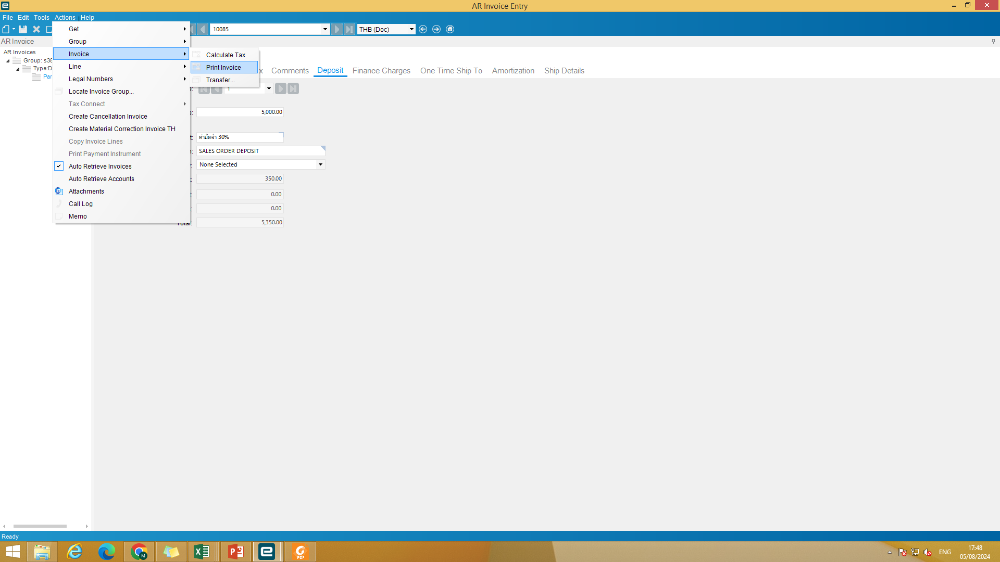 AR Invoice Entry
File Edit Tools Actions Help
10085
THB (Doc)
AR Invoice
AR Invoices
Group: s38
Type:D
Par
Get
Group
Invoice
Line
Legal Numbers
Locate Invoice Group...
Tax Connect
Create Cancellation Invoice
Create Material Correction Invoice TH
Copy Invoice Lines
Print Payment Instrument
Auto Retrieve Invoices
Auto Retrieve Accounts
Attachments
Call Log
Memo
Calculate Tax
Print Invoice
Transfer...
x Comments Deposit Finance Charges One Time Ship To Amortization Ship Details
1
5,000.00
ค่ามัดจำ 30%
SALES ORDER DEPOSIT
None Selected
350.00
0.00
0.00
Total: 5,350.00
Ready
M
PDF
ENG
17:48
05/08/2024